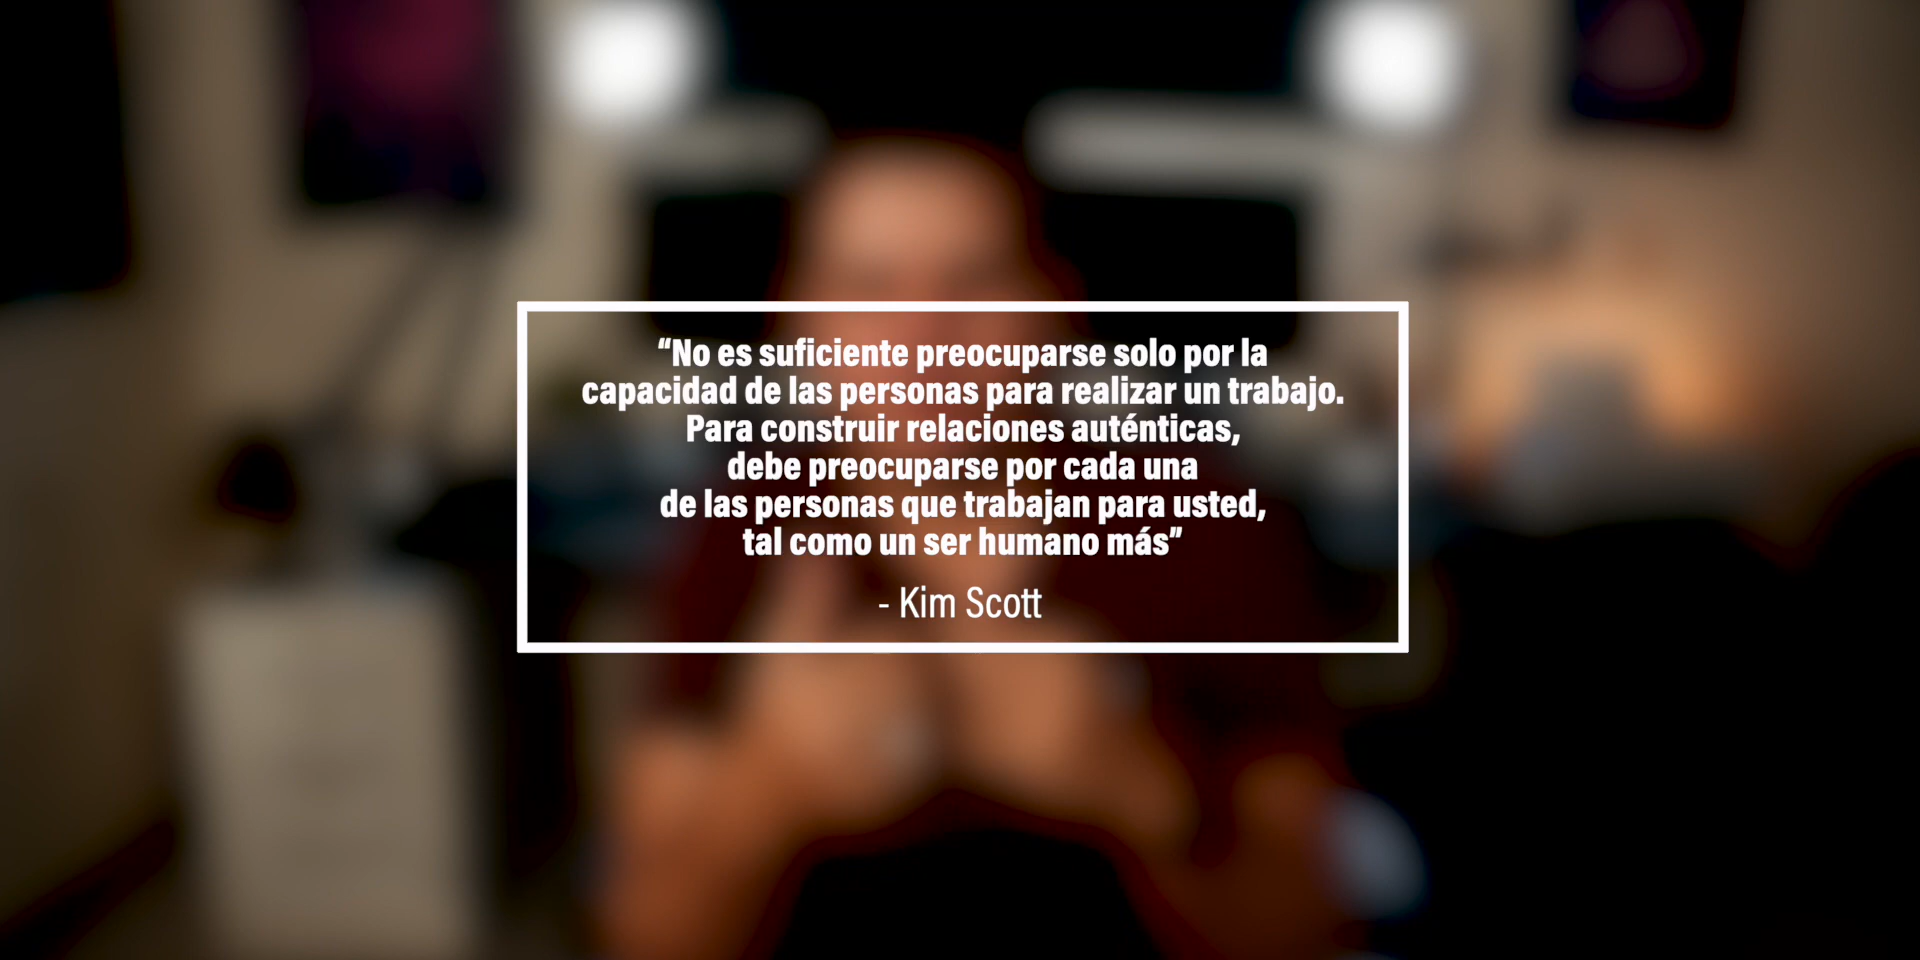 “No es suficiente preocuparse solo por la
capacidad de las personas para realizar un trabajo.
Para construir relaciones auténticas,
debe preocuparse por cada una
de las personas que trabajan para usted,
tal como un ser humano más”
- Kim Scott